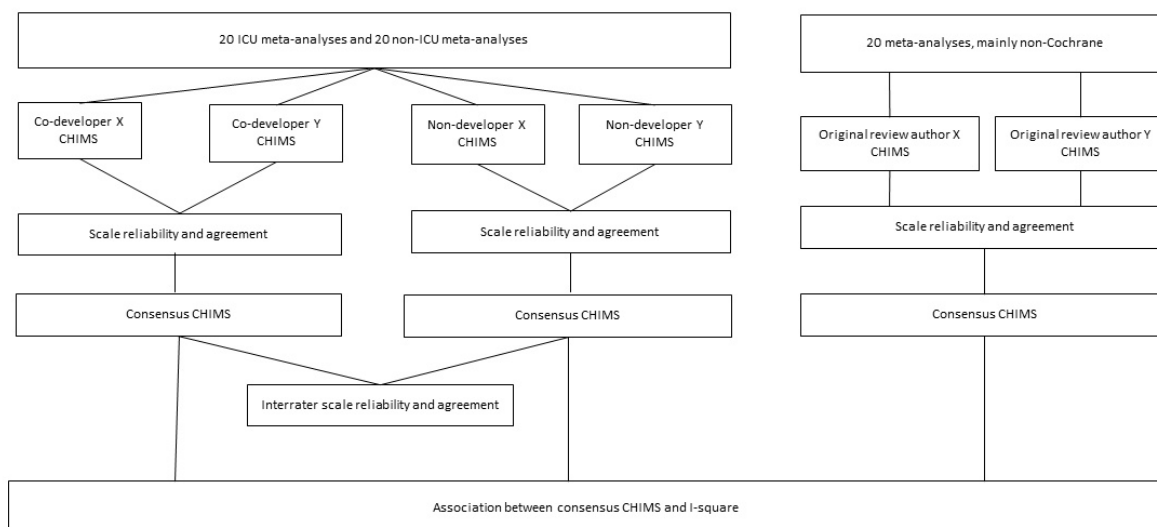 20 ICU meta-analyses and 20 non-ICU meta-analyses
20 meta-analyses, mainly non-Cochrane
Co-developer X
CHIMS
Co-developer Y
CHIMS
Non-developer X
CHIMS
Non-developer Y
CHIMS
Original review author X
CHIMS
Original review author Y
CHIMS
Scale reliability and agreement
Scale reliability and agreement
Scale reliability and agreement
Consensus CHIMS
Consensus CHIMS
Consensus CHIMS
Interrater scale reliability and agreement
Association between consensus CHIMS and I-square